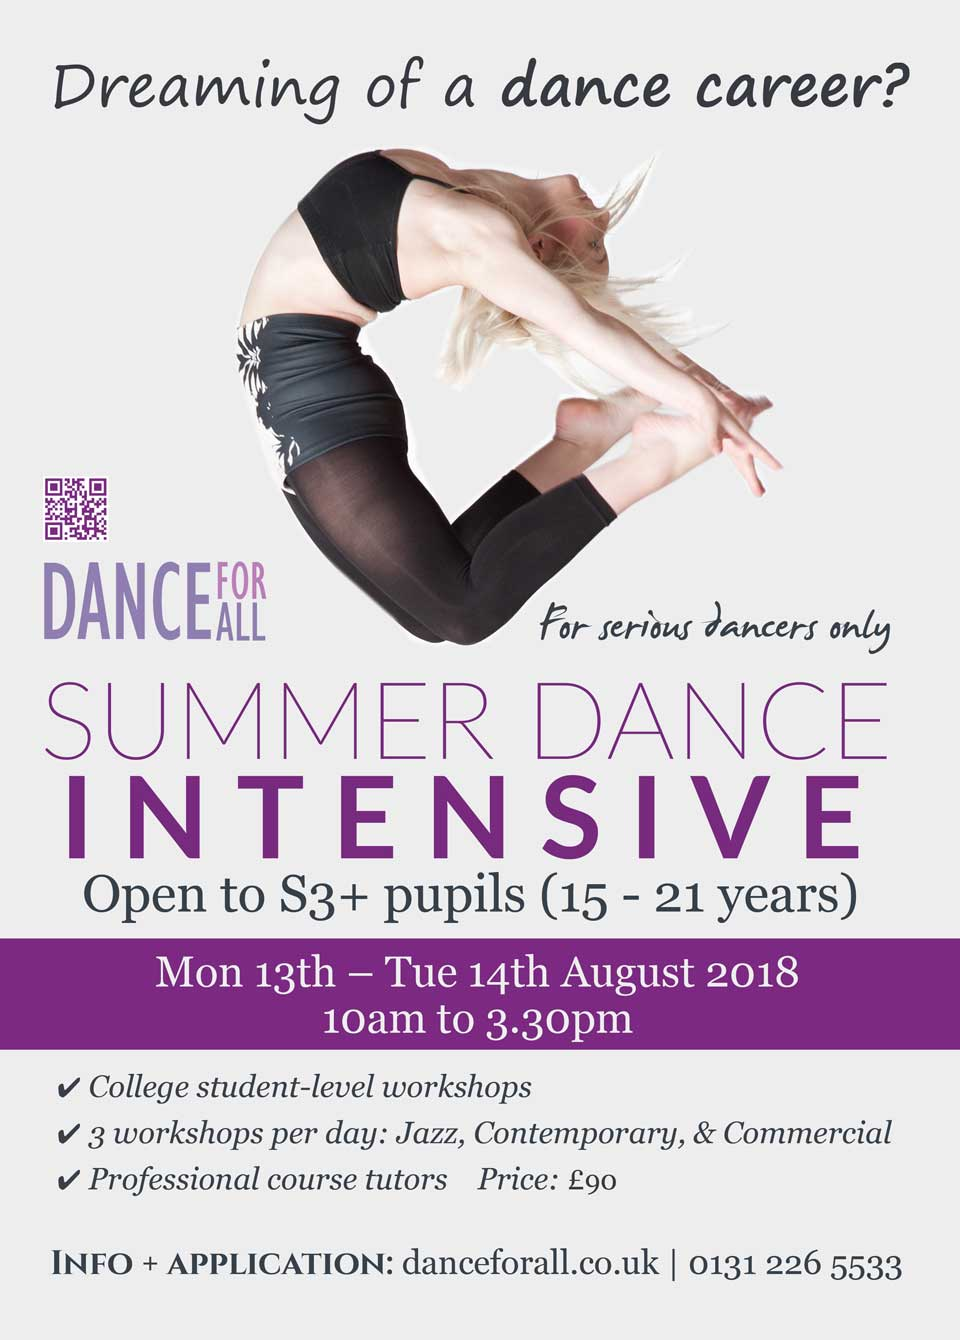 Dreaming of a dance career?
DANCE FOR ALL
For serious dancers only
SUMMER DANCE
INTENSIVE
Open to S3+ pupils (15 - 21 years)
Mon 13th – Tue 14th August 2018
10am to 3.30pm
✔ College student-level workshops
✔ 3 workshops per day: Jazz, Contemporary, & Commercial
✔ Professional course tutors Price: £90
INFO + APPLICATION: danceforall.co.uk | 0131 226 5533